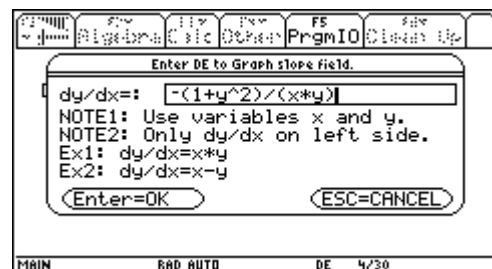 F5
Algebra Calc Other PrgmIO Clean Up
Enter DE to Graph slope field.
dy/dx=: -(1+y^2)/(x*y)
NOTE1: Use variables x and y.
NOTE2: Only dy/dx on left side.
Ex1: dy/dx=x*y
Ex2: dy/dx=x-y
Enter=OK ESC=CANCEL
MAIN RAD AUTO DE 4/30